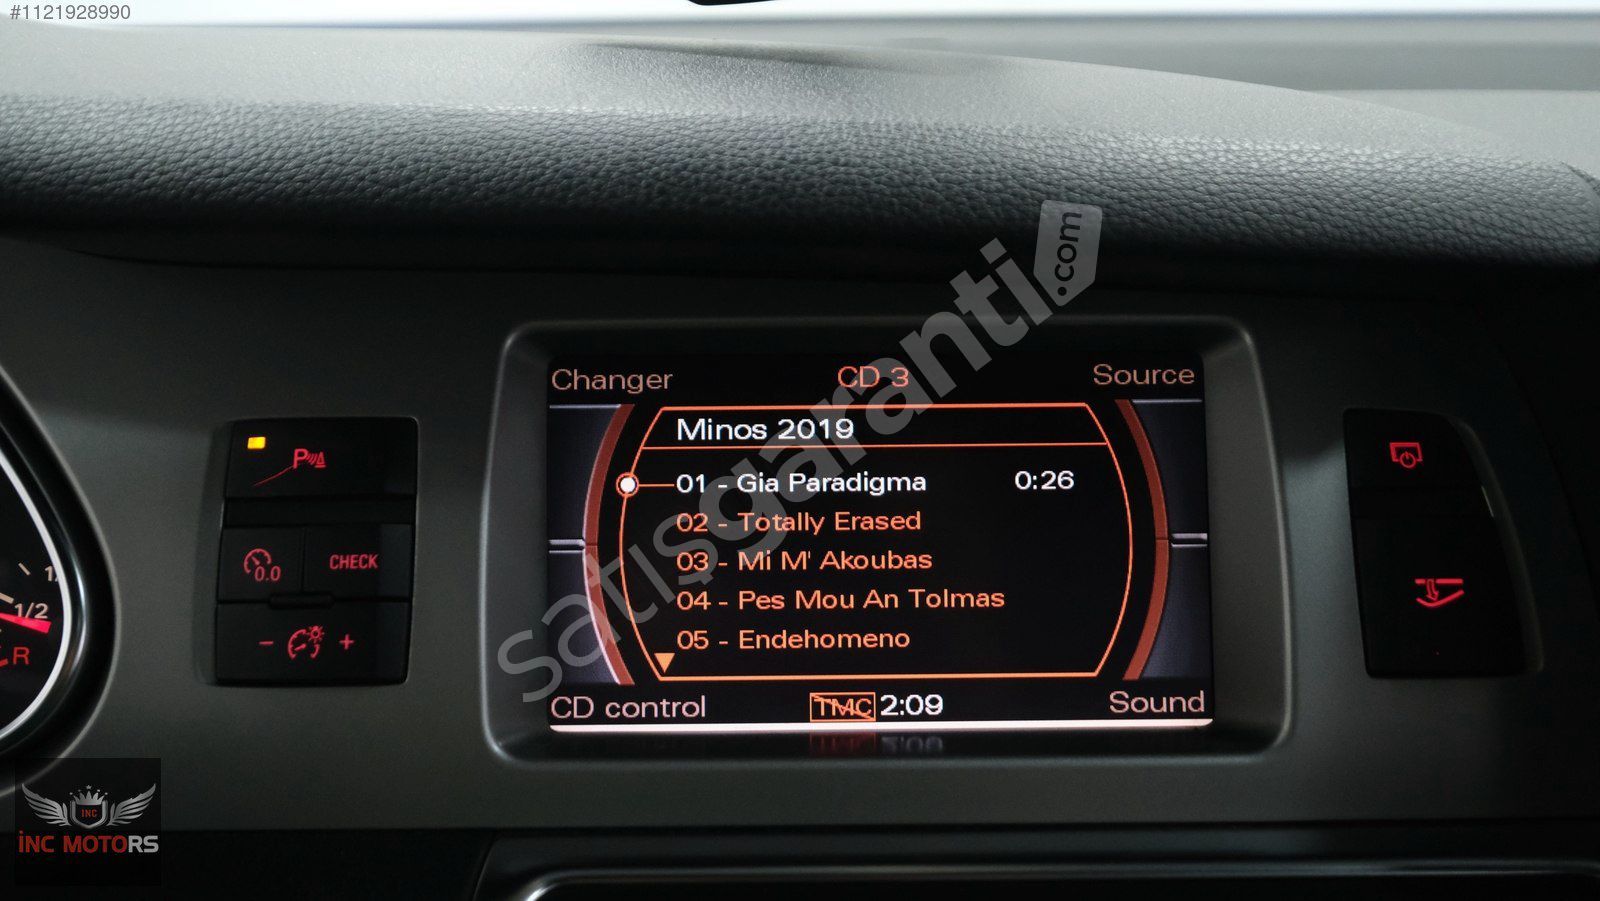 #1121928990
satışgaranti.com
Changer CD 3 Source
Minos 2019
01 - Gia Paradigma 0:26
02 - Totally Erased
03 - Mi M' Akoubas
04 - Pes Mou An Tolmas
05 - Endehomeno
CD control TMC 2:09 Sound
P
0.0 CHECK
- +
1/2
R
INC
İNC MOTORS